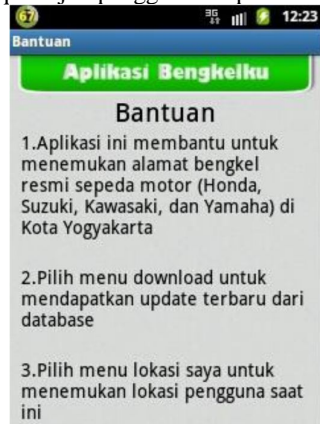 67
3G
12:23
Bantuan
Aplikasi Bengkelku
Bantuan
1.Aplikasi ini membantu untuk
menemukan alamat bengkel
resmi sepeda motor (Honda,
Suzuki, Kawasaki, dan Yamaha) di
Kota Yogyakarta
2.Pilih menu download untuk
mendapatkan update terbaru dari
database
3.Pilih menu lokasi saya untuk
menemukan lokasi pengguna saat
ini